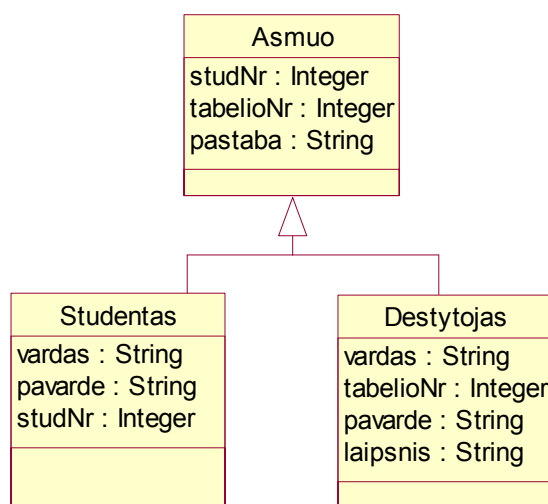 Asmuo
studNr : Integer
tabelioNr : Integer
pastaba : String
Studentas
vardas : String
pavarde : String
studNr : Integer
Destytojas
vardas : String
tabelioNr : Integer
pavarde : String
laipsnis : String